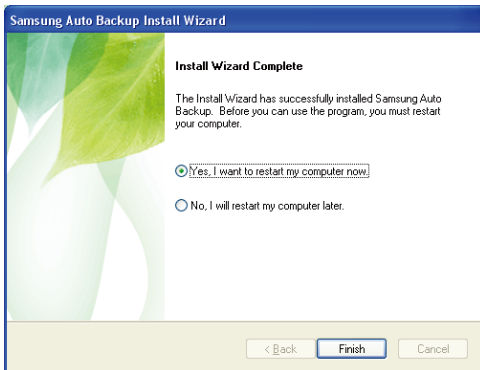 Samsung Auto Backup Install Wizard
Install Wizard Complete
The Install Wizard has successfully installed Samsung Auto
Backup. Before you can use the program, you must restart
your computer.
Yes, I want to restart my computer now.
No, I will restart my computer later.
< Back Finish Cancel